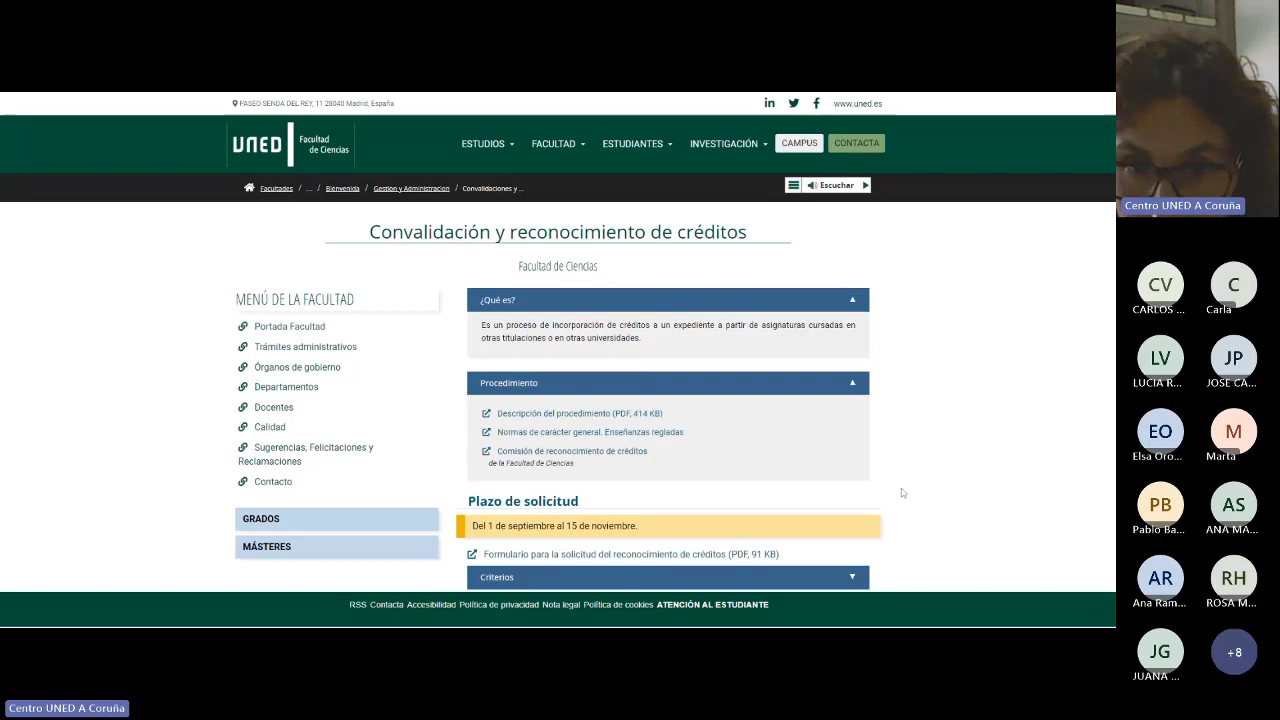 PASEO SENDA DEL REY, 11 28040 Madrid, España
www.uned.es
UNED Facultad de Ciencias
ESTUDIOS FACULTAD ESTUDIANTES INVESTIGACIÓN CAMPUS CONTACTA
Facultades / ... / Bienvenida / Gestion y Administracion / Convalidaciones y ...
Escuchar
Convalidación y reconocimiento de créditos
Facultad de Ciencias
MENÚ DE LA FACULTAD
Portada Facultad
Trámites administrativos
Órganos de gobierno
Departamentos
Docentes
Calidad
Sugerencias, Felicitaciones y
Reclamaciones
Contacto
GRADOS
MÁSTERES
¿Qué es?
Es un proceso de incorporación de créditos a un expediente a partir de asignaturas cursadas en
otras titulaciones o en otras universidades.
Procedimiento
Descripción del procedimiento (PDF, 414 KB)
Normas de carácter general. Enseñanzas regladas
Comisión de reconocimiento de créditos
de la Facultad de Ciencias
Plazo de solicitud
Del 1 de septiembre al 15 de noviembre.
Formulario para la solicitud del reconocimiento de créditos (PDF, 91 KB)
Criterios
RSS Contacta Accesibilidad Política de privacidad Nota legal Política de cookies ATENCIÓN AL ESTUDIANTE
Centro UNED A Coruña
Centro UNED A Coruña
CV C
CARLOS ... Carla
LV JP
LUCIA R... JOSE CA...
EO M
Elsa Oro... Marta
PB AS
Pablo Ba... ANA MA...
AR RH
Ana Ram... ROSA M...
JG +8
JUANA ...